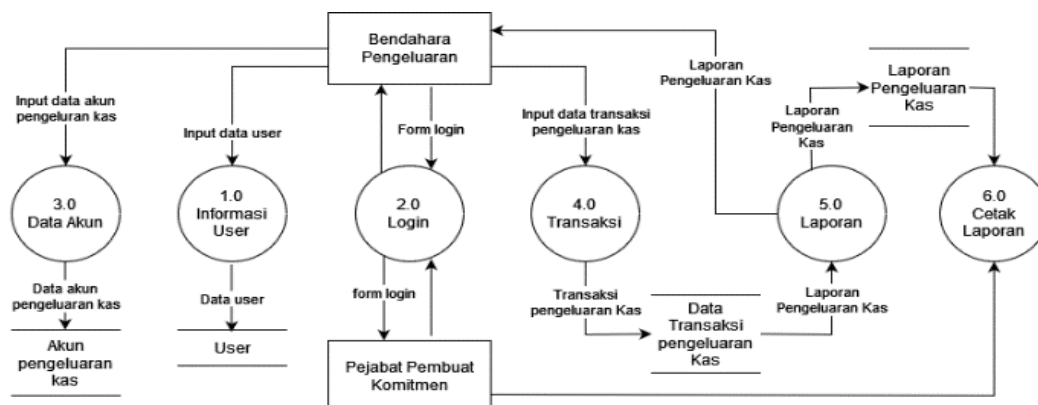 Bendahara
Pengeluaran
Laporan
Pengeluaran Kas
Laporan
Pengeluaran
Kas
Input data akun
pengeluran kas
Input data user
Form login
Input data transaksi
pengeluaran kas
Laporan
Pengeluaran
Kas
3.0
Data Akun
1.0
Informasi
User
2.0
Login
4.0
Transaksi
5.0
Laporan
6.0
Cetak
Laporan
Data akun
pengeluaran kas
Data user
form login
Transaksi
pengeluaran Kas
Laporan
Pengeluaran Kas
Akun
pengeluaran
kas
User
Pejabat Pembuat
Komitmen
Data
Transaksi
pengeluaran
Kas